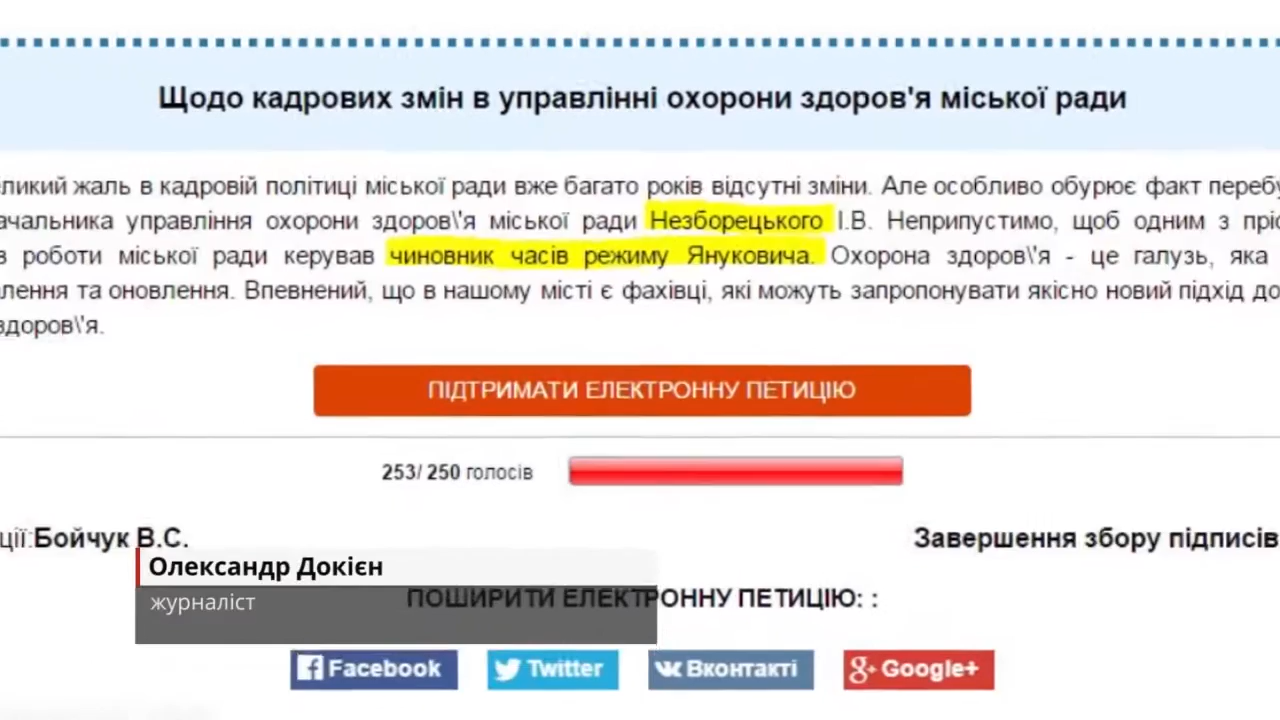 Щодо кадрових змін в управлінні охорони здоров'я міської ради
ликий жаль в кадровій політиці міської ради вже багато років відсутні зміни. Але особливо обурює факт перебу
ачальника управління охорони здоров\'я міської ради Незборецького І.В. Неприпустимо, щоб одним з прі
в роботи міської ради керував чиновник часів режиму Януковича. Охорона здоров\'я - це галузь, яка
лення та оновлення. Впевнений, що в нашому місті є фахівці, які можуть запропонувати якісно новий підхід до
здоров\'я.
ПІДТРИМАТИ ЕЛЕКТРОННУ ПЕТИЦІЮ
253/ 250 голосів
ції:Бойчук В.С. Завершення збору підписів
Олександр Докієн
журналіст
ПОШИРИТИ ЕЛЕКТРОННУ ПЕТИЦІЮ: :
Facebook Twitter Вконтакті Google+